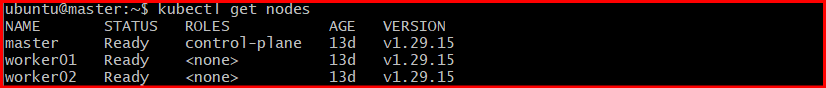 ubuntu@master:~$ kubectl get nodes
NAME       STATUS   ROLES           AGE   VERSION
master     Ready    control-plane   13d   v1.29.15
worker01   Ready    <none>          13d   v1.29.15
worker02   Ready    <none>          13d   v1.29.15